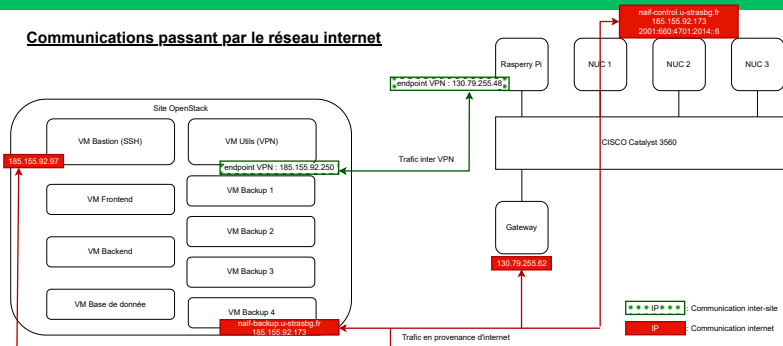 Communications passant par le réseau internet
naif-control.u-strasbg.fr
185.155.92.173
2001:660:4701:2014::6
Rasperry Pi
NUC 1
NUC 2
NUC 3
endpoint VPN : 130.79.255.48
Site OpenStack
VM Bastion (SSH)
VM Utils (VPN)
185.155.92.97
endpoint VPN : 185.155.92.250
Trafic inter VPN
CISCO Catalyst 3560
VM Frontend
VM Backup 1
VM Backup 2
Gateway
VM Backend
VM Backup 3
130.79.255.62
VM Base de donnée
VM Backup 4
naif-backup.u-strasbg.fr
185.155.92.173
Trafic en provenance d'internet
IP : Communication inter-site
IP : Communication internet